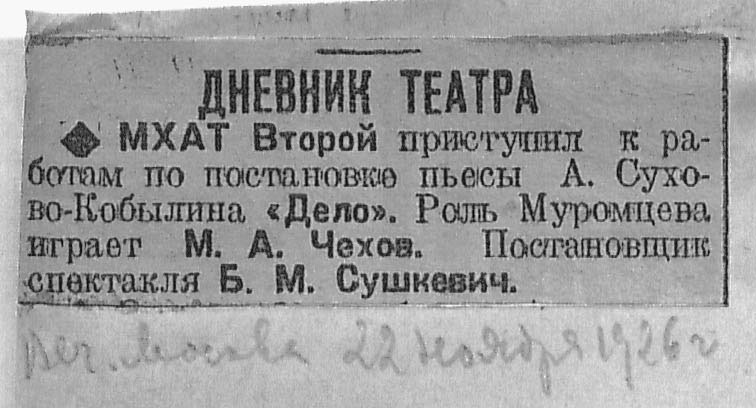 ДНЕВНИК ТЕАТРА
◆ МХАТ Второй приступил к ра-
ботам по постановке пьесы А. Сухо-
во-Кобылина «Дело». Роль Муромцева
играет М. А. Чехов. Постановщик
спектакля Б. М. Сушкевич.
Веч. Москва 22 ноября 1926 г